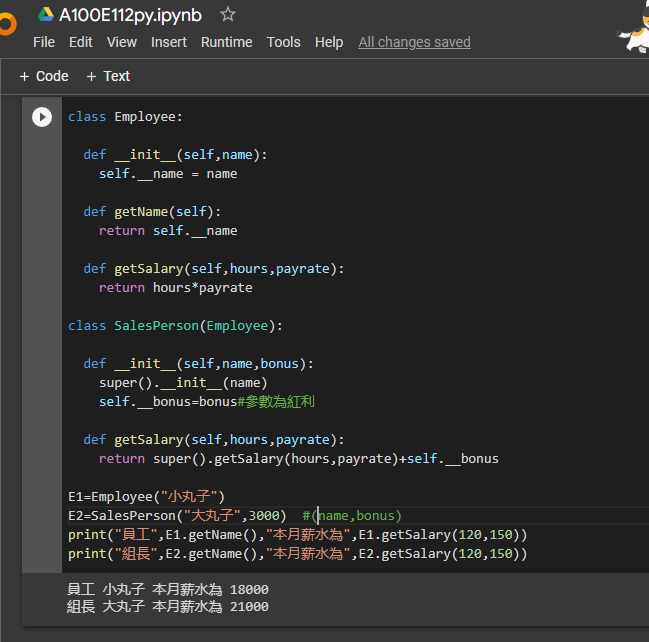 A100E112py.ipynb
File Edit View Insert Runtime Tools Help All changes saved
+ Code + Text
class Employee:
def __init__(self,name):
self.__name = name
def getName(self):
return self.__name
def getSalary(self,hours,payrate):
return hours*payrate
class SalesPerson(Employee):
def __init__(self,name,bonus):
super().__init__(name)
self.__bonus=bonus#參數為紅利
def getSalary(self,hours,payrate):
return super().getSalary(hours,payrate)+self.__bonus
E1=Employee("小丸子")
E2=SalesPerson("大丸子",3000) #(name,bonus)
print("員工",E1.getName(),"本月薪水為",E1.getSalary(120,150))
print("組長",E2.getName(),"本月薪水為",E2.getSalary(120,150))
員工 小丸子 本月薪水為 18000
組長 大丸子 本月薪水為 21000